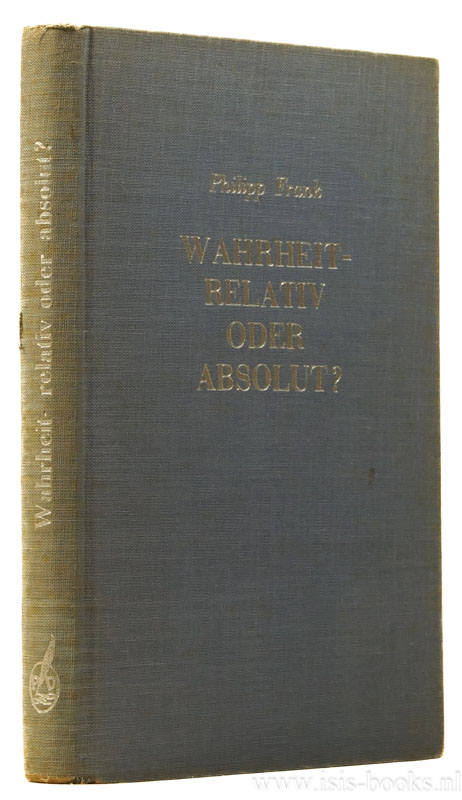 Wahrheit- relativ oder absolut?
Philipp Frank
WAHRHEIT-
RELATIV
ODER
ABSOLUT?
www.isis-books.nl